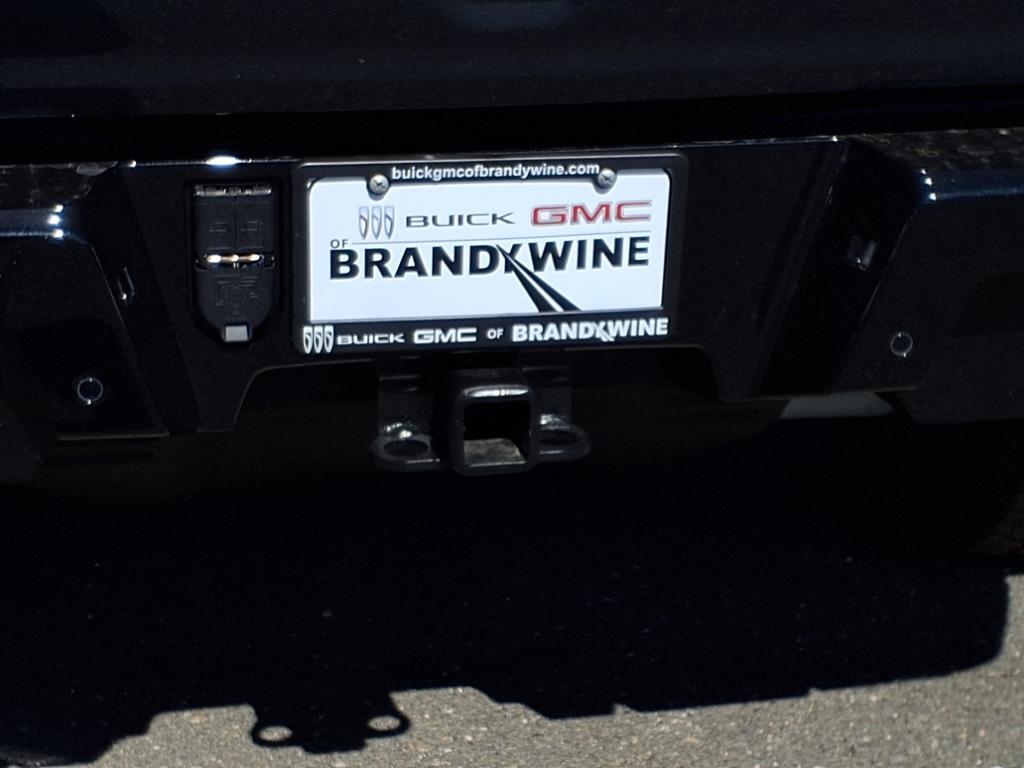 buickgmcofbrandywine.com
BUICK GMC
OF
BRANDYWINE
BUICK GMC OF BRANDYWINE